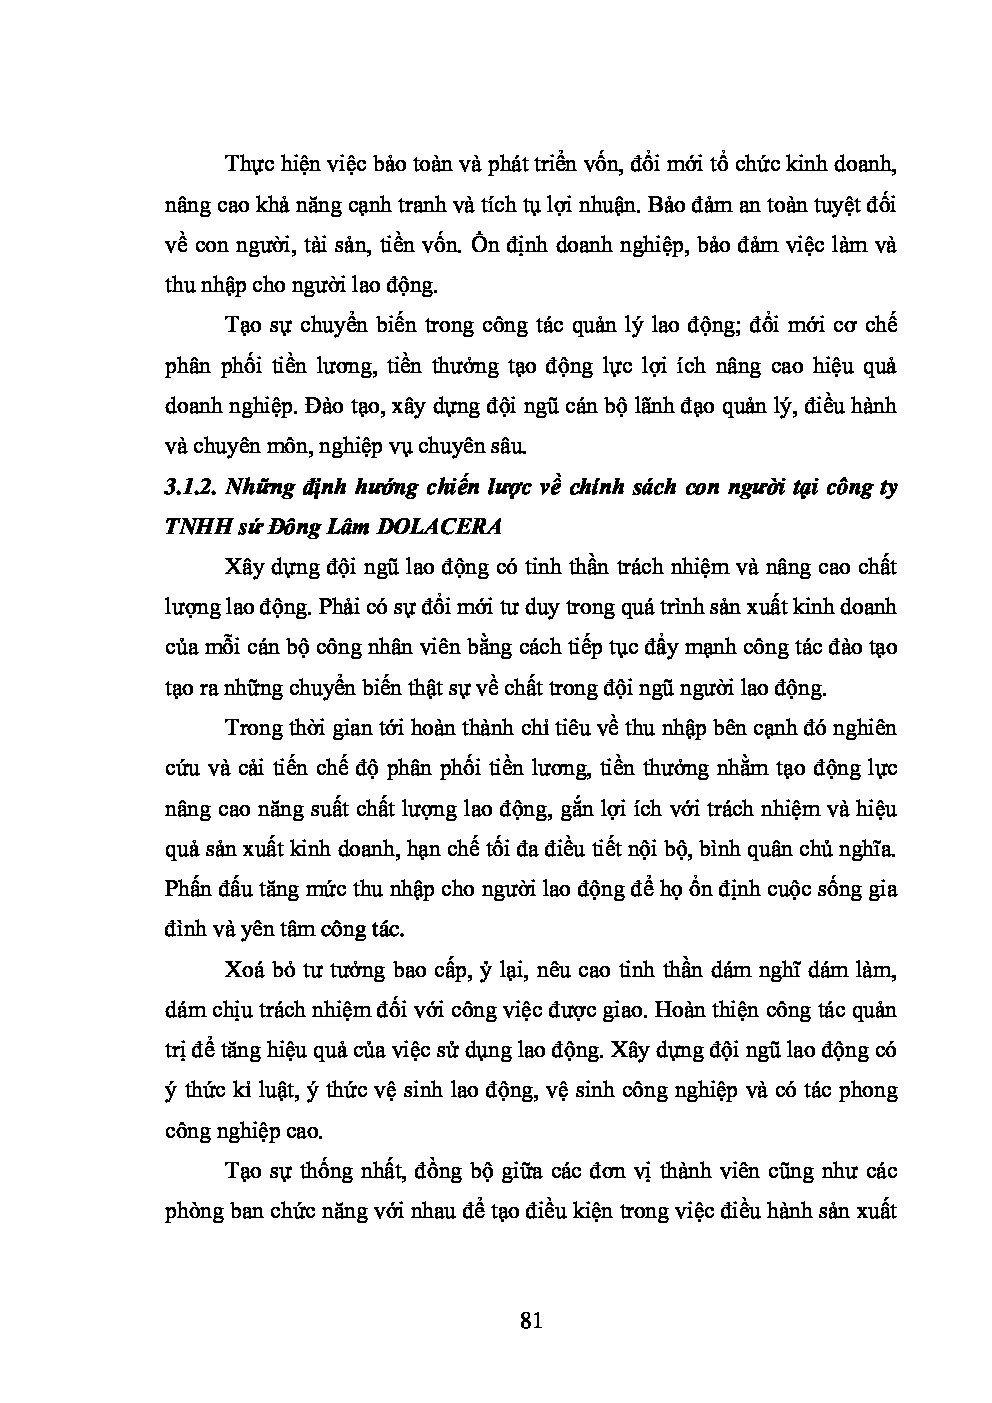 Thực hiện việc bảo toàn và phát triển vốn, đổi mới tổ chức kinh doanh,
nâng cao khả năng cạnh tranh và tích tụ lợi nhuận. Bảo đảm an toàn tuyệt đối
về con người, tài sản, tiền vốn. Ổn định doanh nghiệp, bảo đảm việc làm và
thu nhập cho người lao động.
Tạo sự chuyển biến trong công tác quản lý lao động; đổi mới cơ chế
phân phối tiền lương, tiền thưởng tạo động lực lợi ích nâng cao hiệu quả
doanh nghiệp. Đào tạo, xây dựng đội ngũ cán bộ lãnh đạo quản lý, điều hành
và chuyên môn, nghiệp vụ chuyên sâu.
3.1.2. Những định hướng chiến lược về chính sách con người tại công ty
TNHH sứ Đông Lâm DOLACERA
Xây dựng đội ngũ lao động có tinh thần trách nhiệm và nâng cao chất
lượng lao động. Phải có sự đổi mới tư duy trong quá trình sản xuất kinh doanh
của mỗi cán bộ công nhân viên bằng cách tiếp tục đẩy mạnh công tác đào tạo
tạo ra những chuyển biến thật sự về chất trong đội ngũ người lao động.
Trong thời gian tới hoàn thành chỉ tiêu về thu nhập bên cạnh đó nghiên
cứu và cải tiến chế độ phân phối tiền lương, tiền thưởng nhằm tạo động lực
nâng cao năng suất chất lượng lao động, gắn lợi ích với trách nhiệm và hiệu
quả sản xuất kinh doanh, hạn chế tối đa điều tiết nội bộ, bình quân chủ nghĩa.
Phấn đấu tăng mức thu nhập cho người lao động để họ ổn định cuộc sống gia
đình và yên tâm công tác.
Xoá bỏ tư tưởng bao cấp, ỷ lại, nêu cao tinh thần dám nghĩ dám làm,
dám chịu trách nhiệm đối với công việc được giao. Hoàn thiện công tác quản
trị để tăng hiệu quả của việc sử dụng lao động. Xây dựng đội ngũ lao động có
ý thức kỉ luật, ý thức vệ sinh lao động, vệ sinh công nghiệp và có tác phong
công nghiệp cao.
Tạo sự thống nhất, đồng bộ giữa các đơn vị thành viên cũng như các
phòng ban chức năng với nhau để tạo điều kiện trong việc điều hành sản xuất
81